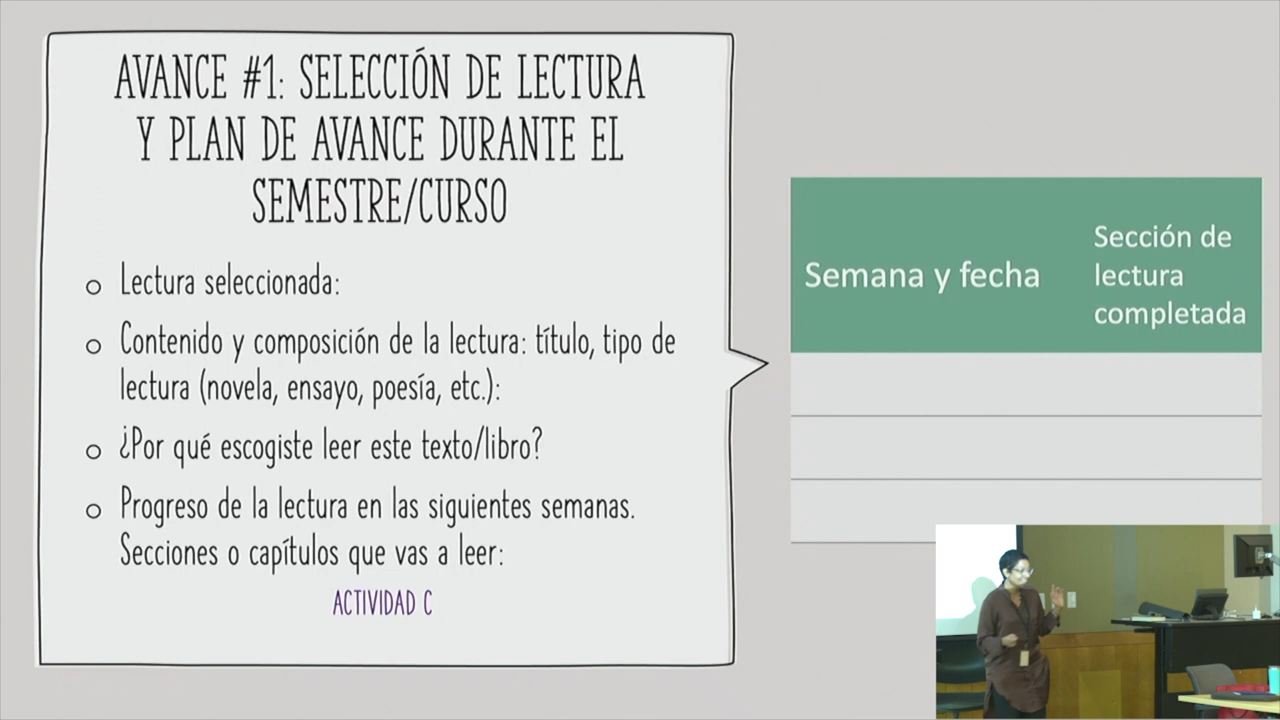 AVANCE #1: SELECCIÓN DE LECTURA
Y PLAN DE AVANCE DURANTE EL
SEMESTRE/CURSO
o Lectura seleccionada:
o Contenido y composición de la lectura: título, tipo de
lectura (novela, ensayo, poesía, etc.):
o ¿Por qué escogiste leer este texto/libro?
o Progreso de la lectura en las siguientes semanas.
Secciones o capítulos que vas a leer:
ACTIVIDAD C
Semana y fecha
Sección de
lectura
completada